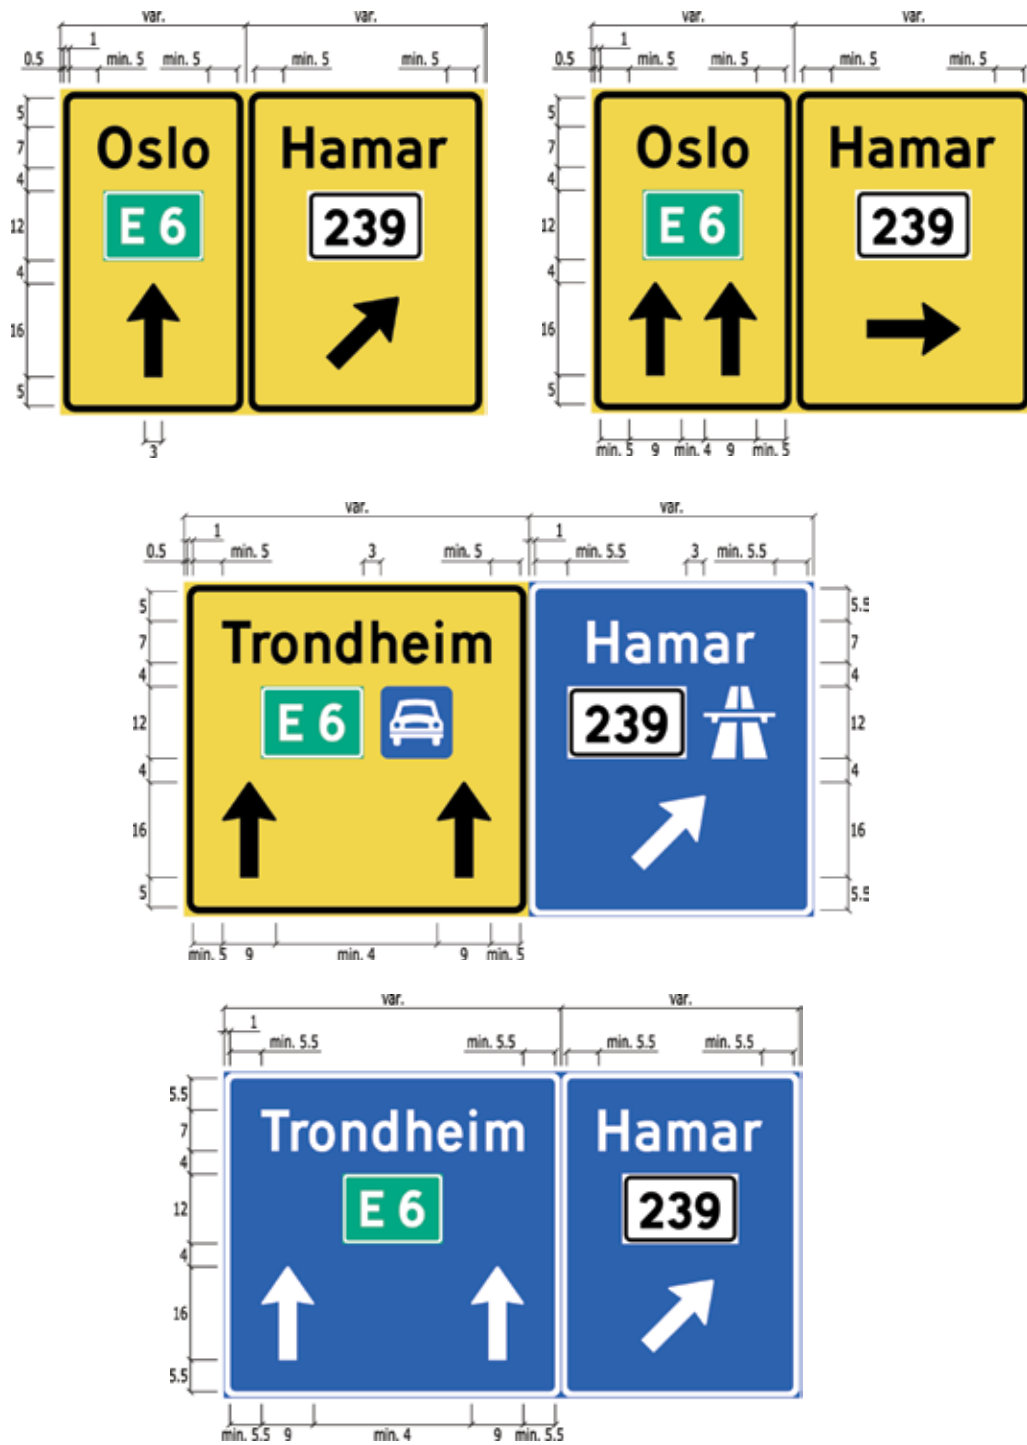 var. var.
1
0.5 min. 5 min. 5 min. 5 min. 5
5
7
4
12
4
16
5
Oslo Hamar
E 6 239
3
var. var.
1
0.5 min. 5 min. 5 min. 5 min. 5
5
7
4
12
4
16
5
Oslo Hamar
E 6 239
min. 5 9 min. 4 9 min. 5
var. var.
1 1
0.5 min. 5 3 min. 5 min. 5.5 3 min. 5.5
5 5.5
7 7
4 4
12 12
4 4
16 16
5 5.5
Trondheim Hamar
E 6 239
min. 5 9 min. 4 9 min. 5
var. var.
1
min. 5.5 min. 5.5 min. 5.5 min. 5.5
5.5
7
4
12
4
16
5.5
Trondheim Hamar
E 6 239
min. 5.5 9 min. 4 9 min. 5.5